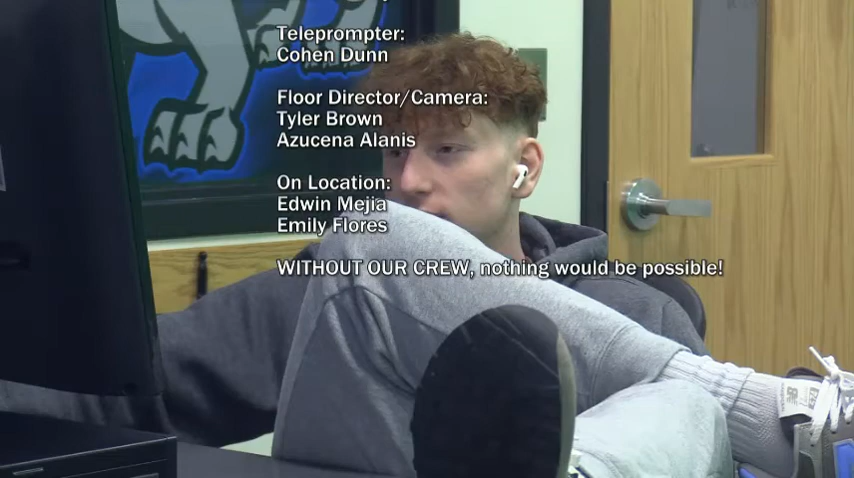 Teleprompter:
Cohen Dunn
Floor Director/Camera:
Tyler Brown
Azucena Alanis
On Location:
Edwin Mejia
Emily Flores
WITHOUT OUR CREW, nothing would be possible!